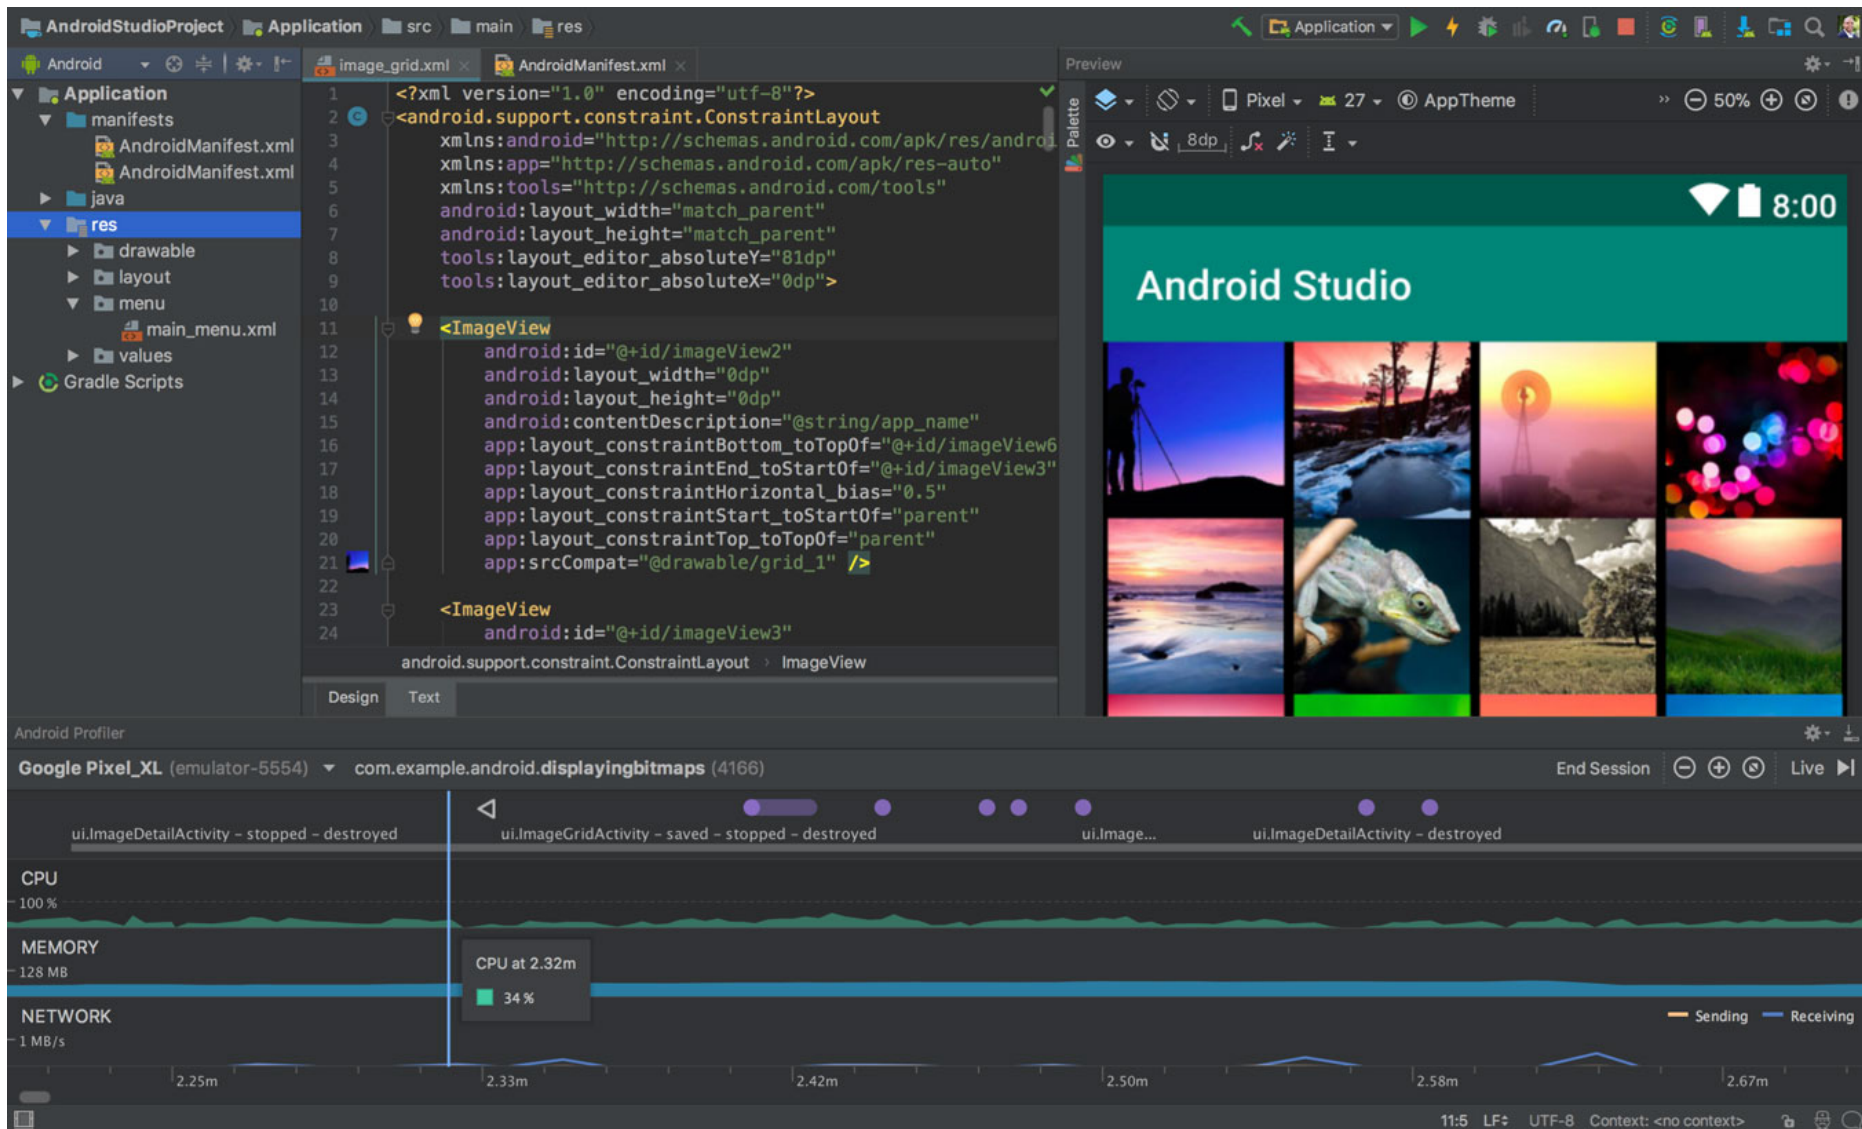 AndroidStudioProject Application src main res Application
Android image_grid.xml AndroidManifest.xml Preview
Application
manifests
AndroidManifest.xml
AndroidManifest.xml
java
res
drawable
layout
menu
main_menu.xml
values
Gradle Scripts
1 <?xml version="1.0" encoding="utf-8"?>
2 <android.support.constraint.ConstraintLayout
3 xmlns:android="http://schemas.android.com/apk/res/androi
4 xmlns:app="http://schemas.android.com/apk/res-auto"
5 xmlns:tools="http://schemas.android.com/tools"
6 android:layout_width="match_parent"
7 android:layout_height="match_parent"
8 tools:layout_editor_absoluteY="81dp"
9 tools:layout_editor_absoluteX="0dp">
10
11 <ImageView
12 android:id="@+id/imageView2"
13 android:layout_width="0dp"
14 android:layout_height="0dp"
15 android:contentDescription="@string/app_name"
16 app:layout_constraintBottom_toTopOf="@+id/imageView6
17 app:layout_constraintEnd_toStartOf="@+id/imageView3"
18 app:layout_constraintHorizontal_bias="0.5"
19 app:layout_constraintStart_toStartOf="parent"
20 app:layout_constraintTop_toTopOf="parent"
21 app:srcCompat="@drawable/grid_1" />
22
23 <ImageView
24 android:id="@+id/imageView3"
android.support.constraint.ConstraintLayout › ImageView
Design Text
Palette
Pixel 27 AppTheme » 50%
8dp
8:00
Android Studio
Android Profiler
Google Pixel_XL (emulator-5554) com.example.android.displayingbitmaps (4166) End Session Live
ui.ImageDetailActivity – stopped – destroyed ui.ImageGridActivity – saved – stopped – destroyed ui.Image... ui.ImageDetailActivity – destroyed
CPU
100 %
MEMORY
128 MB
CPU at 2.32m
34 %
NETWORK
Sending Receiving
1 MB/s
2.25m 2.33m 2.42m 2.50m 2.58m 2.67m
11:5 LF UTF-8 Context: <no context>